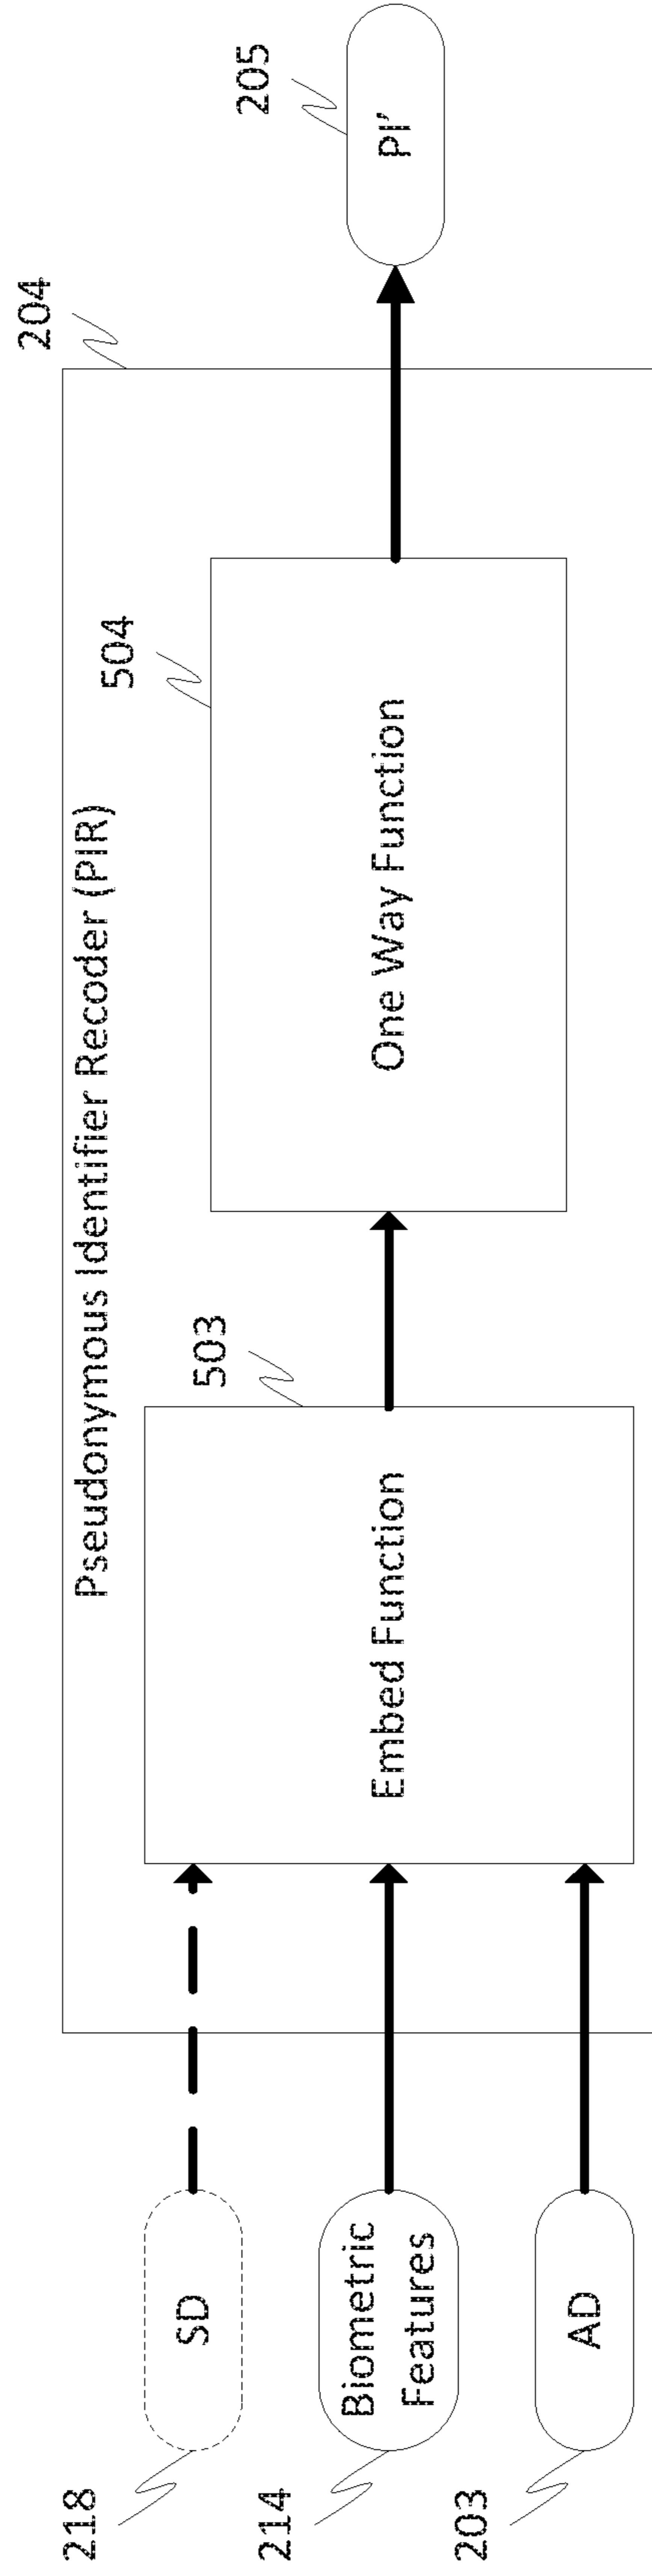 204
Pseudonymous Identifier Recoder (PIR)
218
SD
503
504
205
214
Biometric
Features
Embed Function
One Way Function
PI'
203
AD